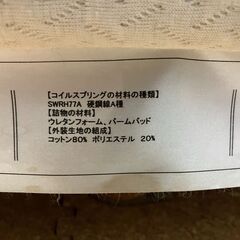 【コイルスプリングの材料の種類】
SWRH77A 硬鋼線A種
【詰物の材料】
ウレタンフォーム、パームパッド
【外装生地の組成】
コットン80% ポリエステル 20%